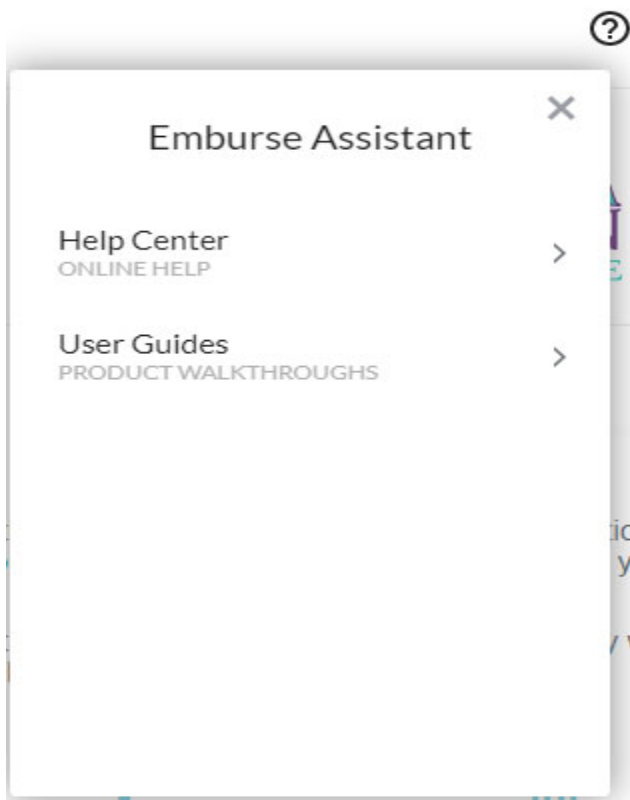 Emburse Assistant
Help Center
ONLINE HELP
User Guides
PRODUCT WALKTHROUGHS